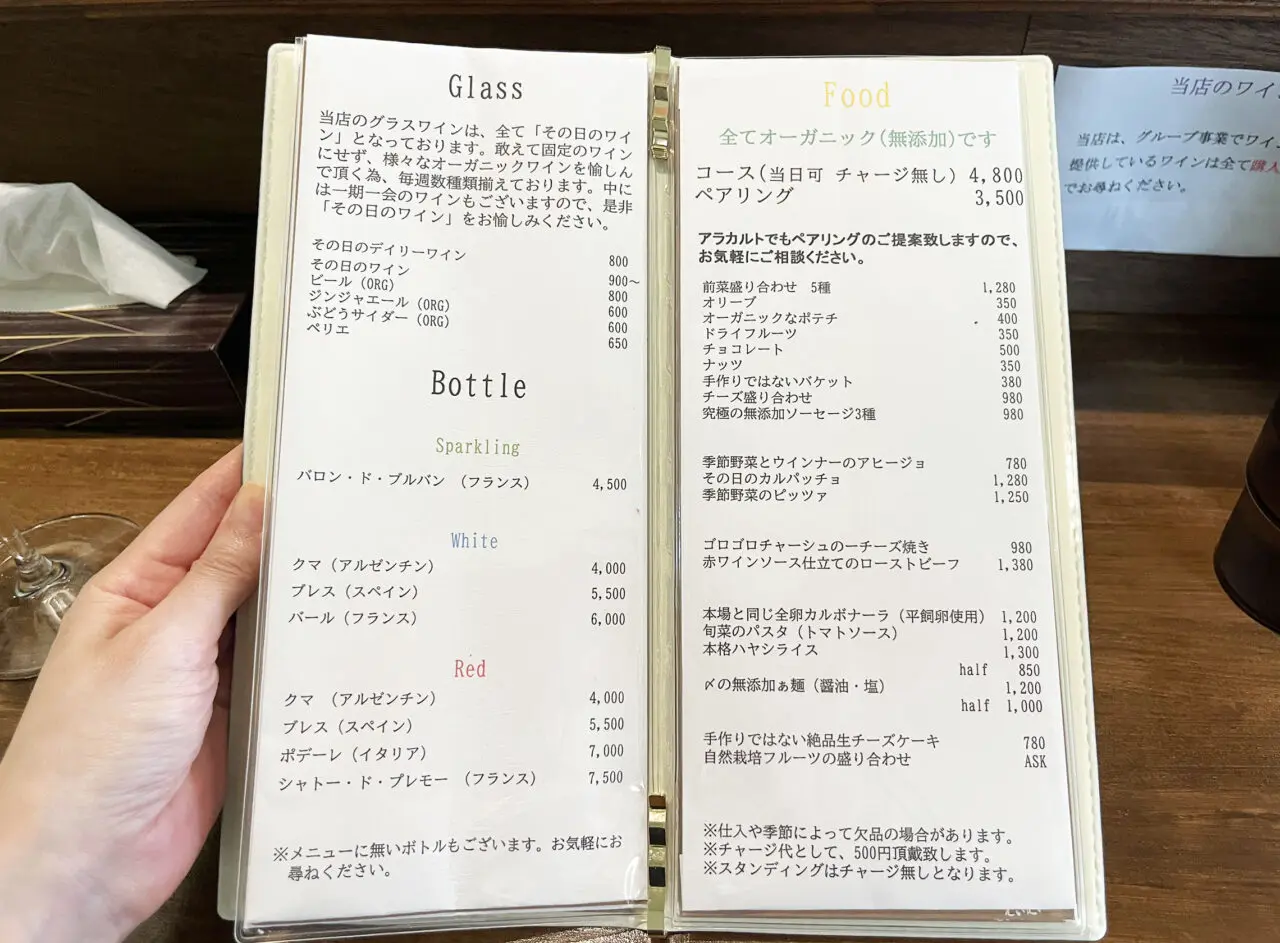 Glass
当店のグラスワインは、全て「その日のワイ
ン」となっております。敢えて固定のワイン
にせず、様々なオーガニックワインを愉しん
で頂く為、毎週数種類揃えております。中に
は一期一会のワインもございますので、是非
「その日のワイン」をお愉しみください。
その日のデイリーワイン 800
その日のワイン 900～
ビール(ORG) 800
ジンジャエール(ORG) 600
ぶどうサイダー(ORG) 600
ペリエ 650
Bottle
Sparkling
バロン・ド・ブルバン (フランス) 4,500
White
クマ (アルゼンチン) 4,000
ブレス (スペイン) 5,500
バール (フランス) 6,000
Red
クマ (アルゼンチン) 4,000
ブレス (スペイン) 5,500
ポデーレ (イタリア) 7,000
シャトー・ド・プレモー (フランス) 7,500
※メニューに無いボトルもございます。お気軽にお
尋ねください。
Food
全てオーガニック(無添加)です
コース(当日可 チャージ無し) 4,800
ペアリング 3,500
アラカルトでもペアリングのご提案致しますので、
お気軽にご相談ください。
前菜盛り合わせ 5種 1,280
オリーブ 350
オーガニックなポテチ 400
ドライフルーツ 350
チョコレート 500
ナッツ 350
手作りではないバケット 380
チーズ盛り合わせ 980
究極の無添加ソーセージ3種 980
季節野菜とウインナーのアヒージョ 780
その日のカルパッチョ 1,280
季節野菜のピッツァ 1,250
ゴロゴロチャーシューのーチーズ焼き 980
赤ワインソース仕立てのローストビーフ 1,380
本場と同じ全卵カルボナーラ (平飼卵使用) 1,200
旬菜のパスタ (トマトソース) 1,200
本格ハヤシライス 1,300
half 850
〆の無添加ぁ麺 (醤油・塩) 1,200
half 1,000
手作りではない絶品生チーズケーキ 780
自然栽培フルーツの盛り合わせ ASK
※仕入や季節によって欠品の場合があります。
※チャージ代として、500円頂戴致します。
※スタンディングはチャージ無しとなります。
当店のワイ
当店は、グループ事業でワイ
提供しているワインは全て購入
でお尋ねください。